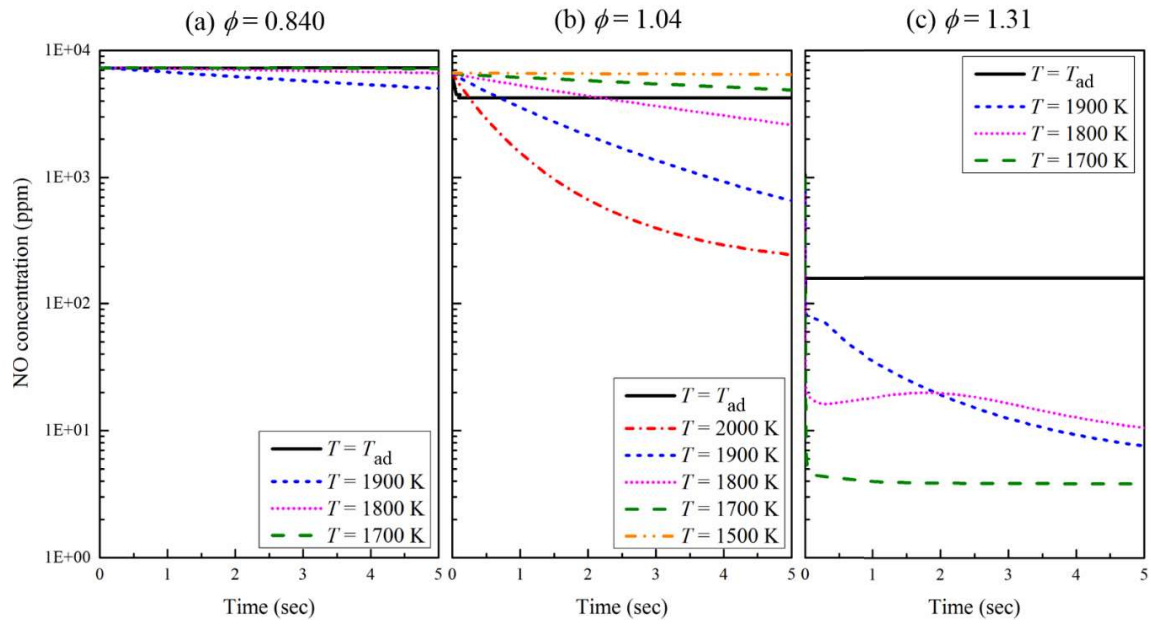 (a) ϕ = 0.840
(b) ϕ = 1.04
(c) ϕ = 1.31
NO concentration (ppm)
1E+04
1E+03
1E+02
1E+01
1E+00
T = Tad
T = 1900 K
T = 1800 K
T = 1700 K
0 1 2 3 4 5
Time (sec)
T = Tad
T = 2000 K
T = 1900 K
T = 1800 K
T = 1700 K
T = 1500 K
0 1 2 3 4 5
Time (sec)
T = Tad
T = 1900 K
T = 1800 K
T = 1700 K
0 1 2 3 4 5
Time (sec)